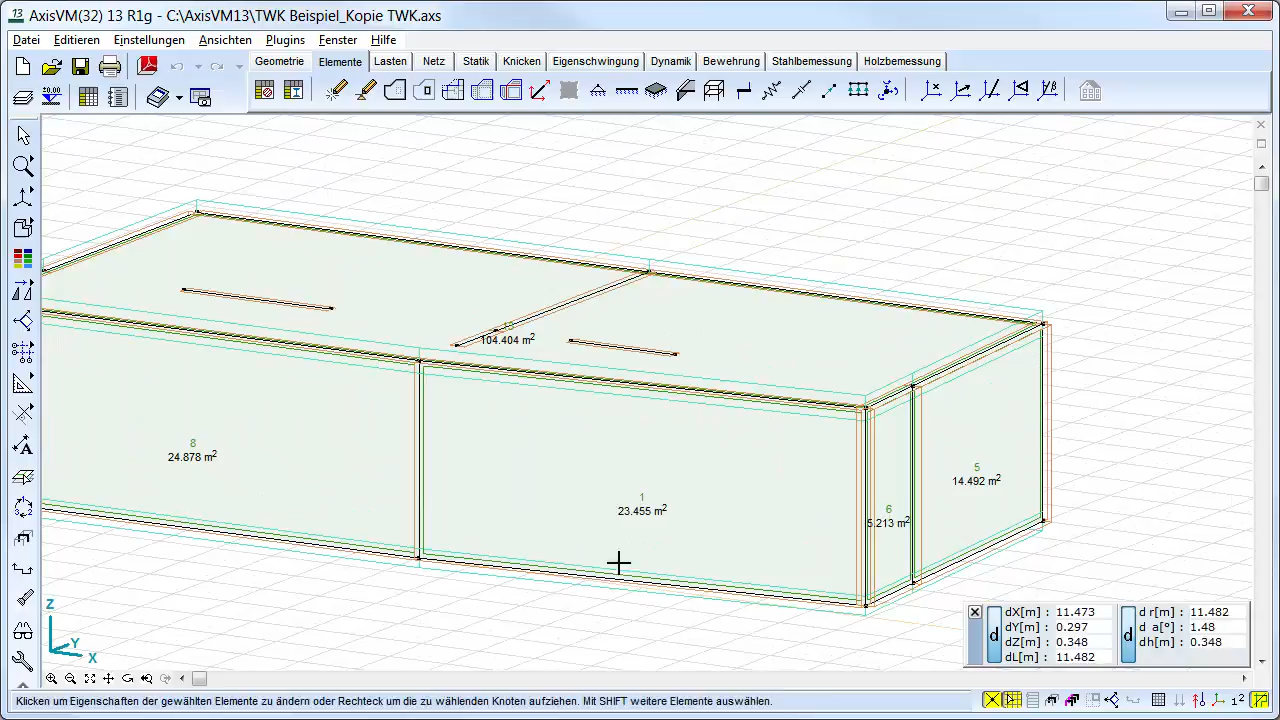 13 AxisVM(32) 13 R1g - C:\AxisVM13\TWK Beispiel_Kopie TWK.axs
Datei Editieren Einstellungen Ansichten Plugins Fenster Hilfe
Geometrie Elemente Lasten Netz Statik Knicken Eigenschwingung Dynamik Bewehrung Stahlbemessung Holzbemessung
104.404 m2
8
24.878 m2
1
23.455 m2
5
14.492 m2
6
5.213 m2
Z
Y
X
dX[m] : 11.473
dY[m] : 0.297
dZ[m] : 0.348
dL[m] : 11.482
d
d r[m] : 11.482
d a[°] : 1.48
dh[m] : 0.348
d
Klicken um Eigenschaften der gewählten Elemente zu ändern oder Rechteck um die zu wählenden Knoten aufziehen. Mit SHIFT weitere Elemente auswählen.